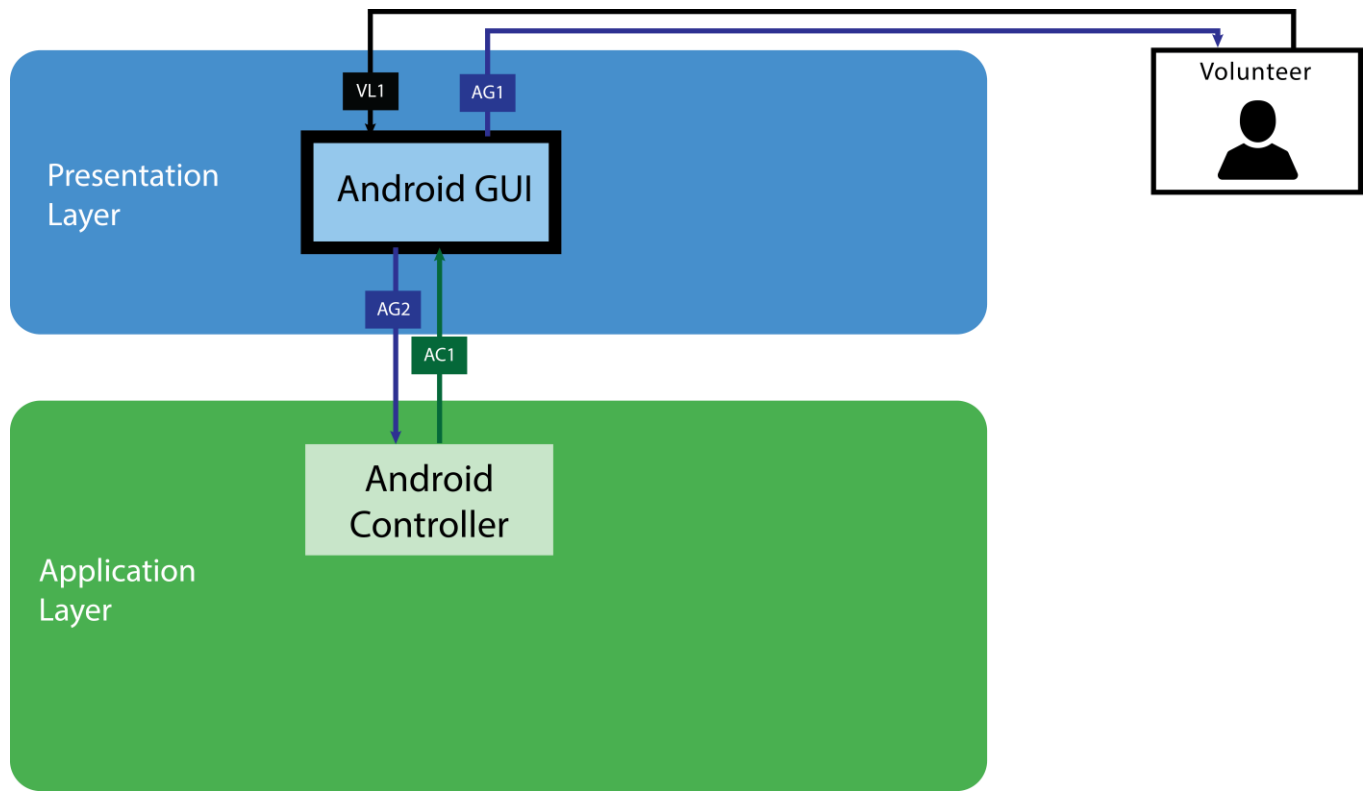 Volunteer
VL1
AG1
Presentation
Layer
Android GUI
AG2
AC1
Android
Controller
Application
Layer